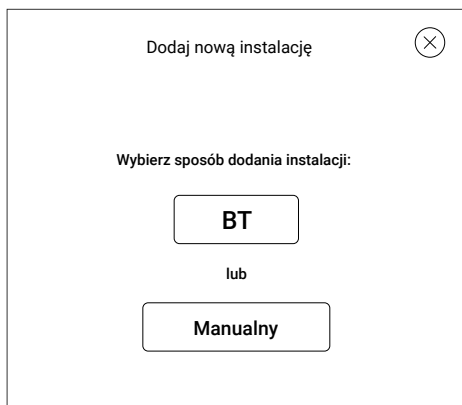 Dodaj nową instalację
Wybierz sposób dodania instalacji:
BT
lub
Manualny